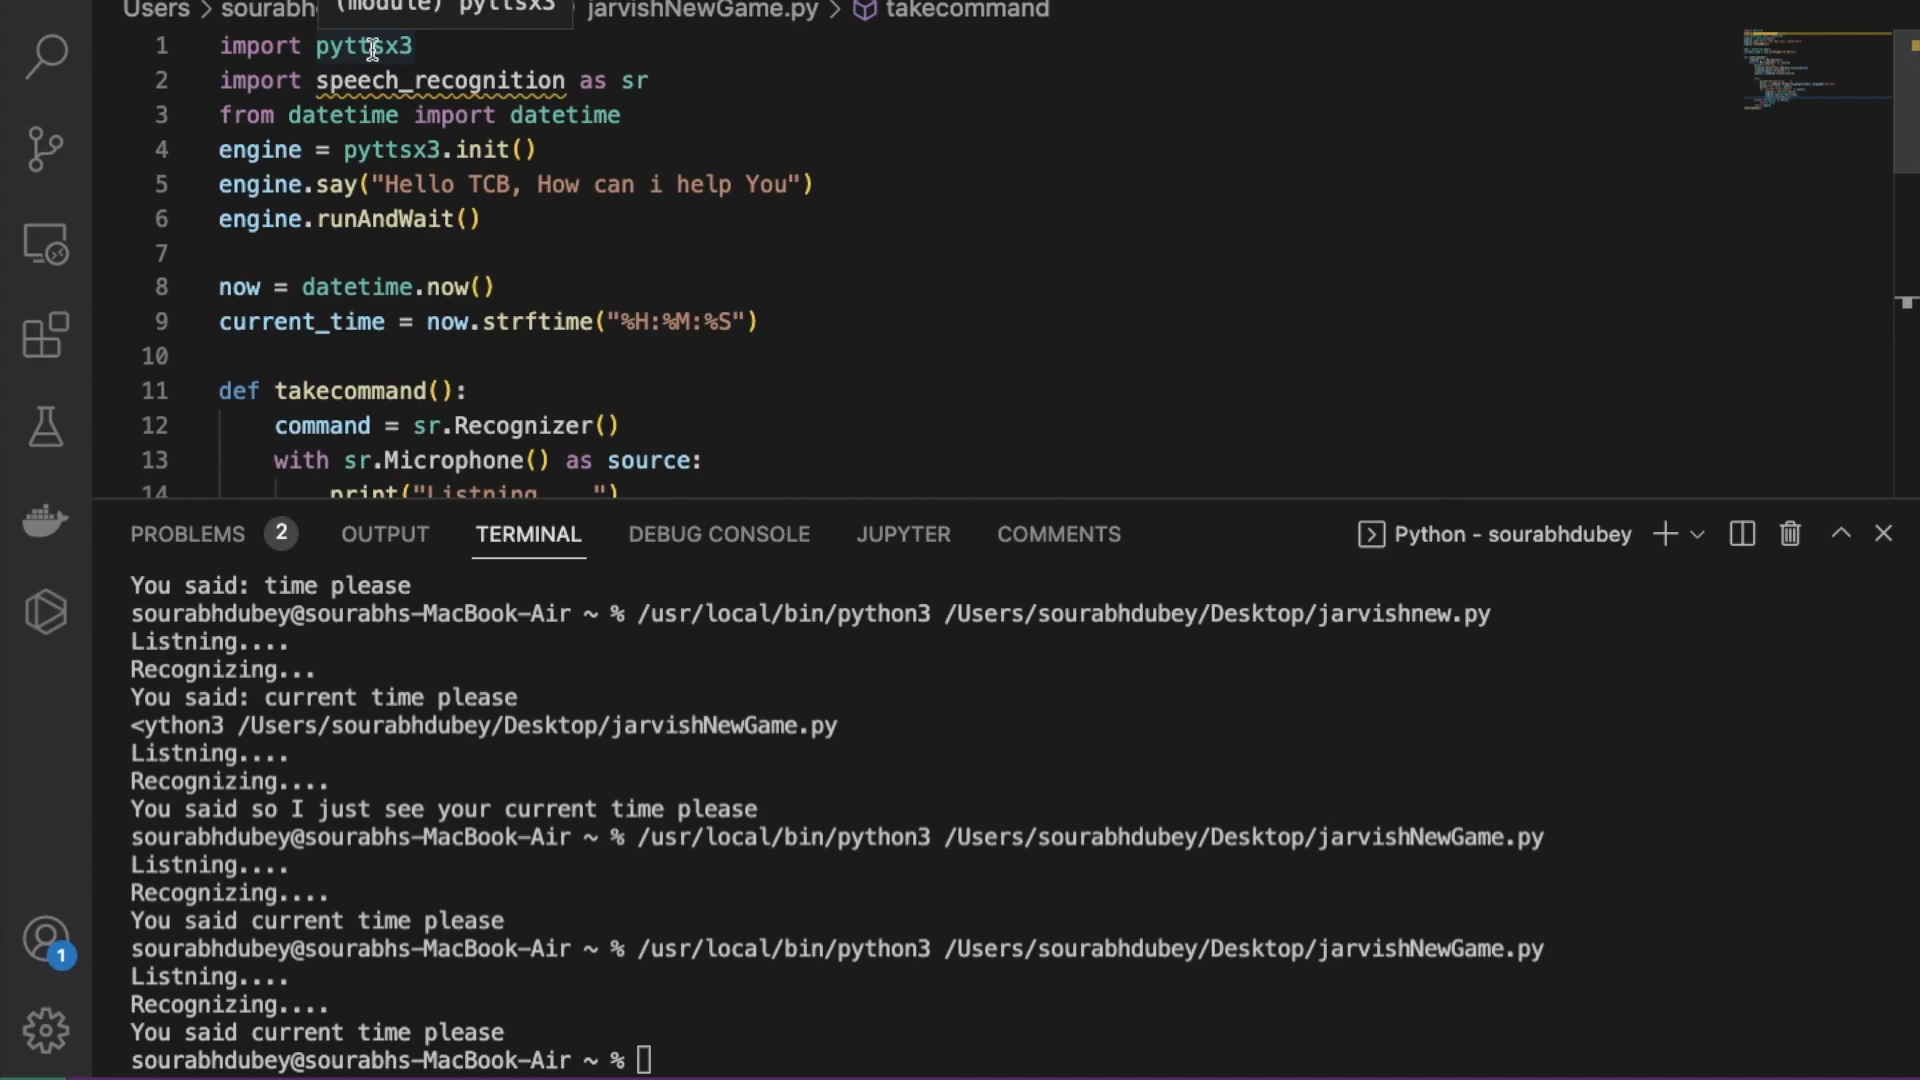 (module) pyttsx3
Users > sourabh jarvishNewGame.py > takecommand
1 import pyttsx3
2 import speech_recognition as sr
3 from datetime import datetime
4 engine = pyttsx3.init()
5 engine.say("Hello TCB, How can i help You")
6 engine.runAndWait()
7
8 now = datetime.now()
9 current_time = now.strftime("%H:%M:%S")
10
11 def takecommand():
12 command = sr.Recognizer()
13 with sr.Microphone() as source:
14 print("Listning....")
PROBLEMS 2 OUTPUT TERMINAL DEBUG CONSOLE JUPYTER COMMENTS Python - sourabhdubey
You said: time please
sourabhdubey@sourabhs-MacBook-Air ~ % /usr/local/bin/python3 /Users/sourabhdubey/Desktop/jarvishnew.py
Listning....
Recognizing...
You said: current time please
<ython3 /Users/sourabhdubey/Desktop/jarvishNewGame.py
Listning....
Recognizing....
You said so I just see your current time please
sourabhdubey@sourabhs-MacBook-Air ~ % /usr/local/bin/python3 /Users/sourabhdubey/Desktop/jarvishNewGame.py
Listning....
Recognizing....
You said current time please
sourabhdubey@sourabhs-MacBook-Air ~ % /usr/local/bin/python3 /Users/sourabhdubey/Desktop/jarvishNewGame.py
Listning....
Recognizing....
You said current time please
sourabhdubey@sourabhs-MacBook-Air ~ %
1